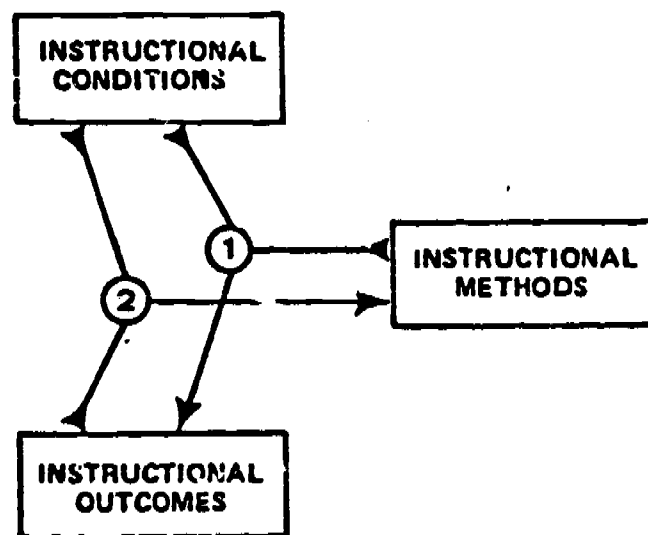 INSTRUCTIONAL
CONDITIONS
1
INSTRUCTIONAL
METHODS
2
INSTRUCTIONAL
OUTCOMES